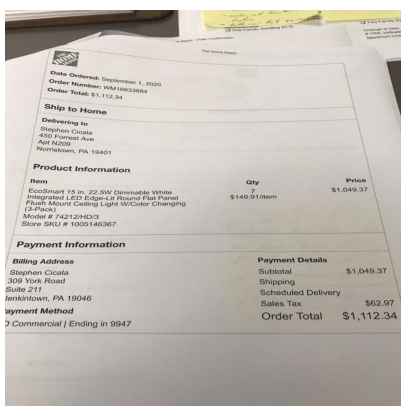 The Home Depot
Date Ordered: September 1, 2020
Order Number: WM16633884
Order Total: $1,112.34
Ship to Home
Delivering to
Stephen Cicala
450 Forrest Ave
Apt N209
Norristown, PA 19401
Product Information
Item Qty Price
EcoSmart 15 in. 22.5W Dimmable White 7 $1,049.37
Integrated LED Edge-Lit Round Flat Panel $149.91/item
Flush Mount Ceiling Light W/Color Changing
(3-Pack)
Model # 74212/HD/3
Store SKU # 1005146367
Payment Information
Billing Address
Stephen Cicala
309 York Road
Suite 211
Jenkintown, PA 19046
Payment Method
Commercial | Ending in 9947
Payment Details
Subtotal $1,049.37
Shipping
Scheduled Delivery
Sales Tax $62.97
Order Total $1,112.34